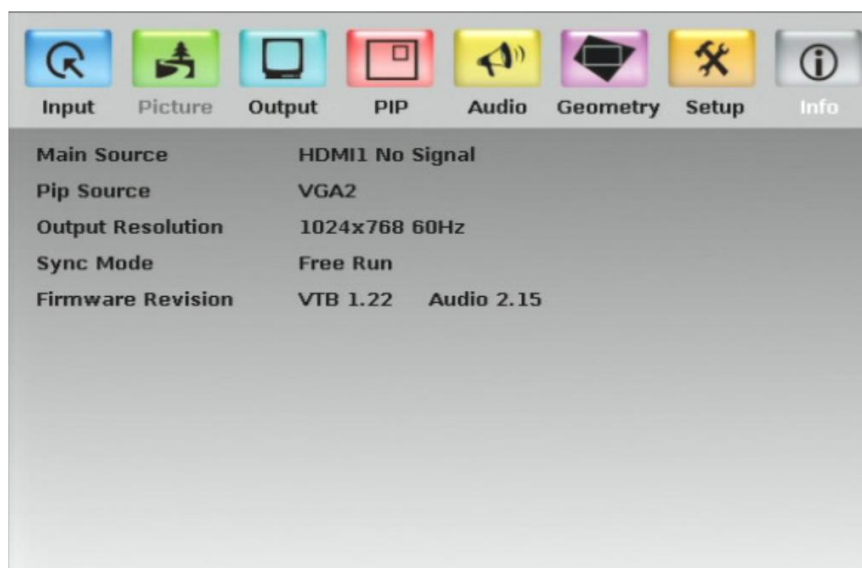 Input Picture Output PIP Audio Geometry Setup Info
Main Source HDMI1 No Signal
Pip Source VGA2
Output Resolution 1024x768 60Hz
Sync Mode Free Run
Firmware Revision VTB 1.22 Audio 2.15